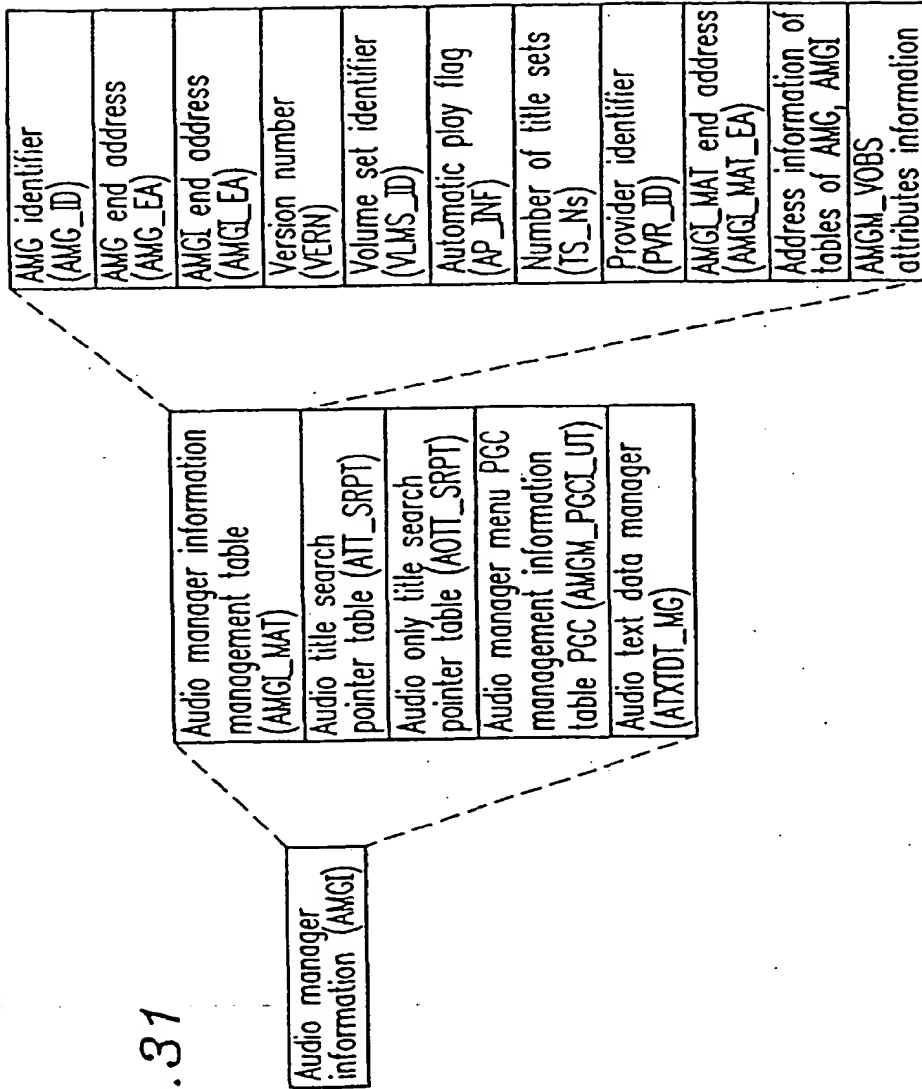 .31
Audio manager
information (AMGI)
Audio manager information
management table
(AMGI_MAT)
Audio title search
pointer table (ATT_SRPT)
Audio only title search
pointer table (AOTT_SRPT)
Audio manager menu PGC
management information
table PGC (AMGM_PGCI_UT)
Audio text data manager
(ATXTDT_MG)
AMG identifier
(AMG_ID)
AMG end address
(AMG_EA)
AMGI end address
(AMGI_EA)
Version number
(VERN)
Volume set identifier
(VLMS_ID)
Automatic play flag
(AP_INF)
Number of title sets
(TS_Ns)
Provider identifier
(PVR_ID)
AMGI_MAT end address
(AMGI_MAT_EA)
Address information of
tables of AMG, AMGI
AMGM_VOBS
attributes information